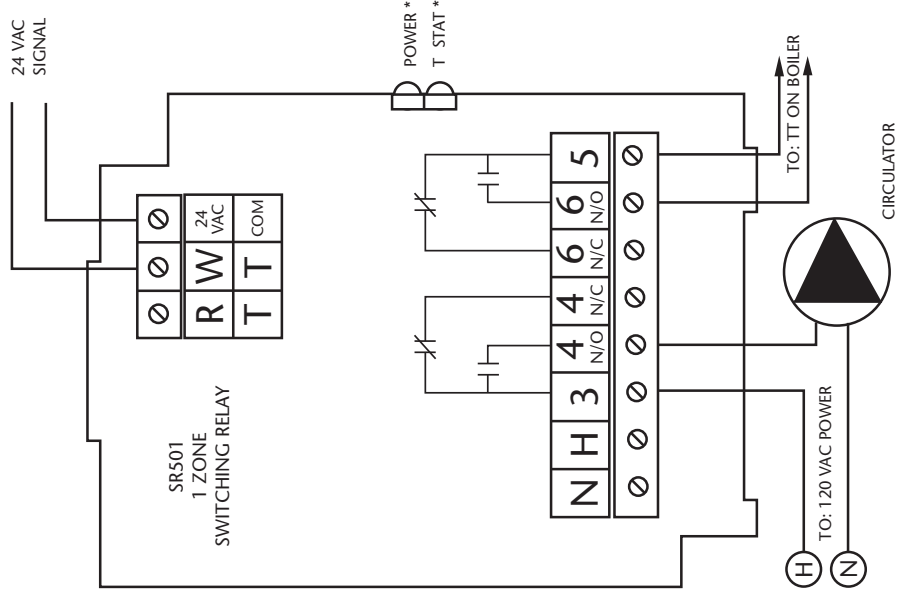 24 VAC
SIGNAL
POWER *
T STAT *
R W 24 VAC
T T COM
SR501
1 ZONE
SWITCHING RELAY
N H 3 4 N/O 4 N/C 6 N/C 6 N/O 5
TO: TT ON BOILER
CIRCULATOR
TO: 120 VAC POWER
H
N